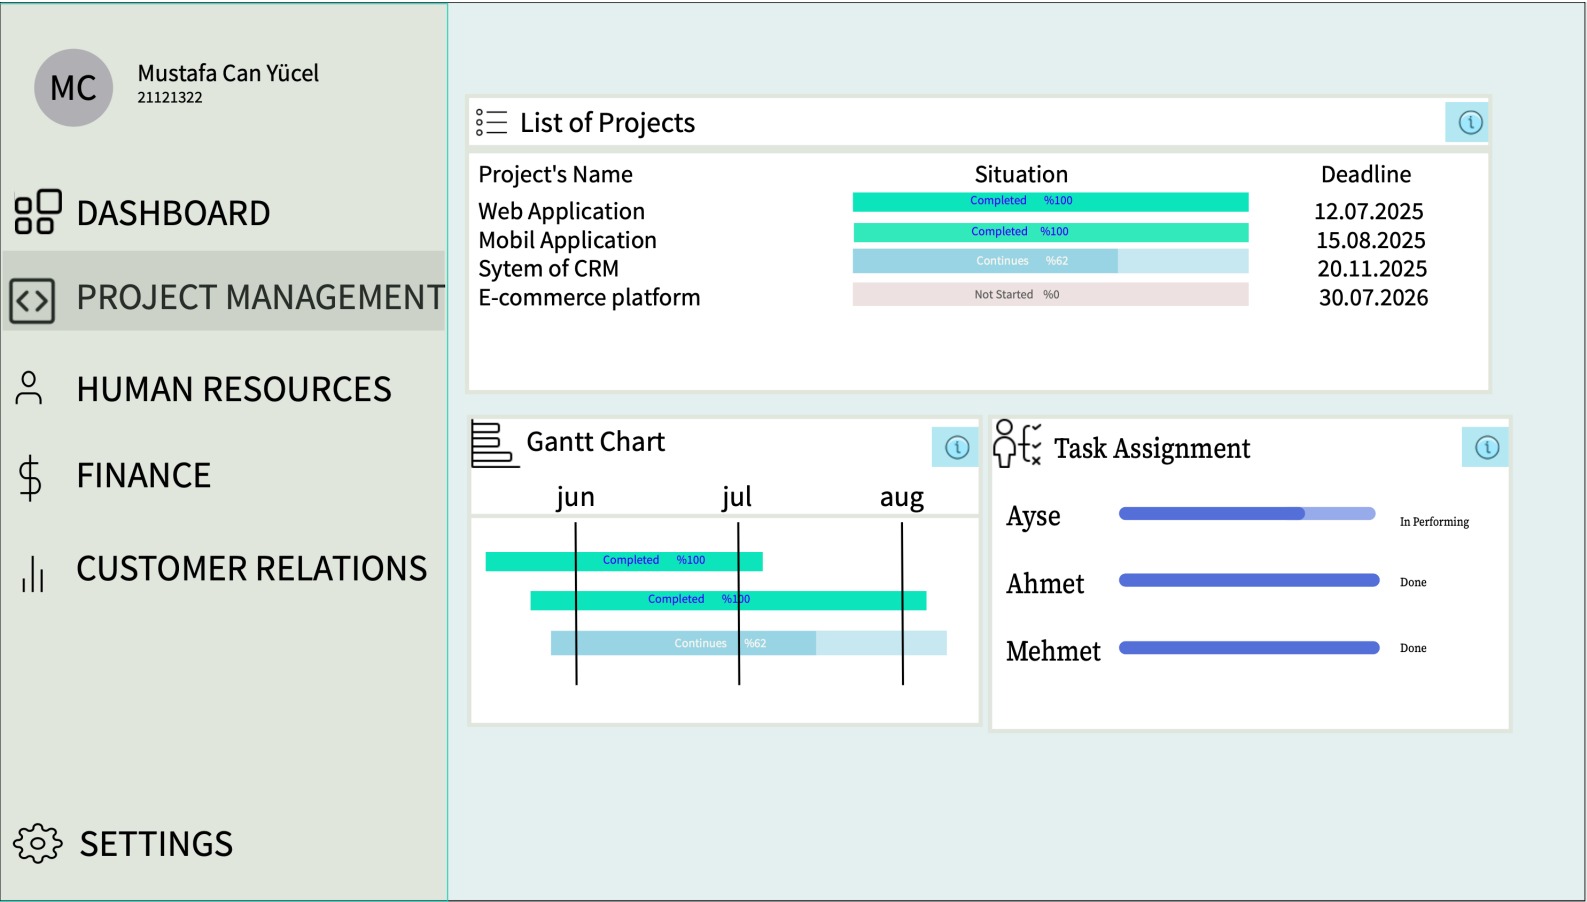 MC
Mustafa Can Yücel
21121322
DASHBOARD
PROJECT MANAGEMENT
HUMAN RESOURCES
FINANCE
CUSTOMER RELATIONS
SETTINGS
List of Projects
Project's Name Situation Deadline
Web Application Completed %100 12.07.2025
Mobil Application Completed %100 15.08.2025
Sytem of CRM Continues %62 20.11.2025
E-commerce platform Not Started %0 30.07.2026
Gantt Chart
jun jul aug
Completed %100
Completed %100
Continues %62
Task Assignment
Ayse In Performing
Ahmet Done
Mehmet Done